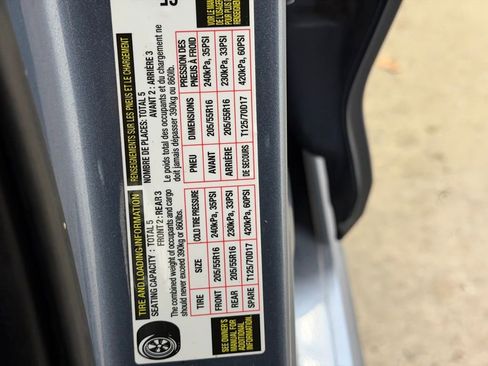 TIRE AND LOADING INFORMATION
SEATING CAPACITY : TOTAL 5
FRONT 2 : REAR 3
The combined weight of occupants and cargo
should never exceed 390kg or 860lbs.
TIRE SIZE COLD TIRE PRESSURE
FRONT 205/55R16 240kPa, 35PSI
REAR 205/55R16 230kPa, 33PSI
SPARE T125/70D17 420kPa, 60PSI
SEE OWNER'S
MANUAL FOR
ADDITIONAL
INFORMATION
RENSEIGNEMENTS SUR LES PNEUS ET LE CHARGEMENT
NOMBRE DE PLACES: TOTAL 5
AVANT 2 : ARRIÈRE 3
Le poids total des occupants et du chargement ne
doit jamais dépasser 390kg ou 860lb.
PNEU DIMENSIONS PRESSION DES
PNEUS À FROID
AVANT 205/55R16 240kPa, 35PSI
ARRIÈRE 205/55R16 230kPa, 33PSI
DE SECOURS T125/70D17 420kPa, 60PSI